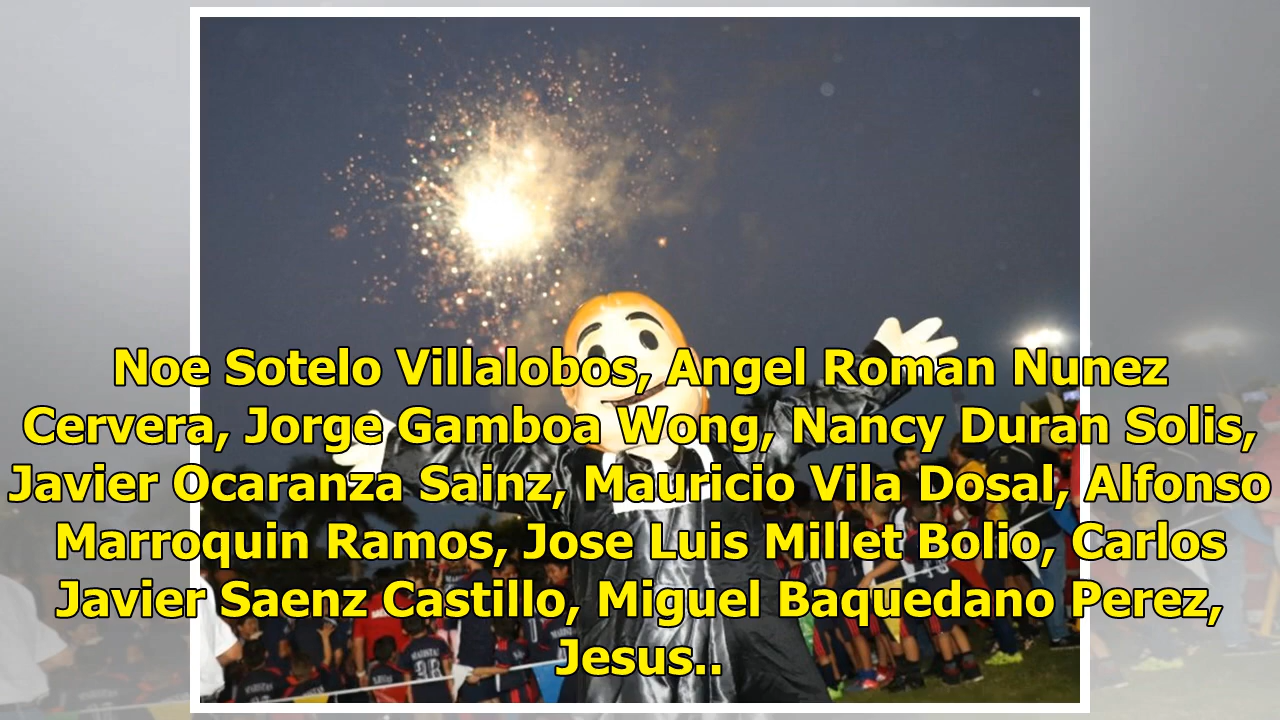 Noe Sotelo Villalobos, Angel Roman Nunez
Cervera, Jorge Gamboa Wong, Nancy Duran Solis,
Javier Ocaranza Sainz, Mauricio Vila Dosal, Alfonso
Marroquin Ramos, Jose Luis Millet Bolio, Carlos
Javier Saenz Castillo, Miguel Baquedano Perez,
Jesus..